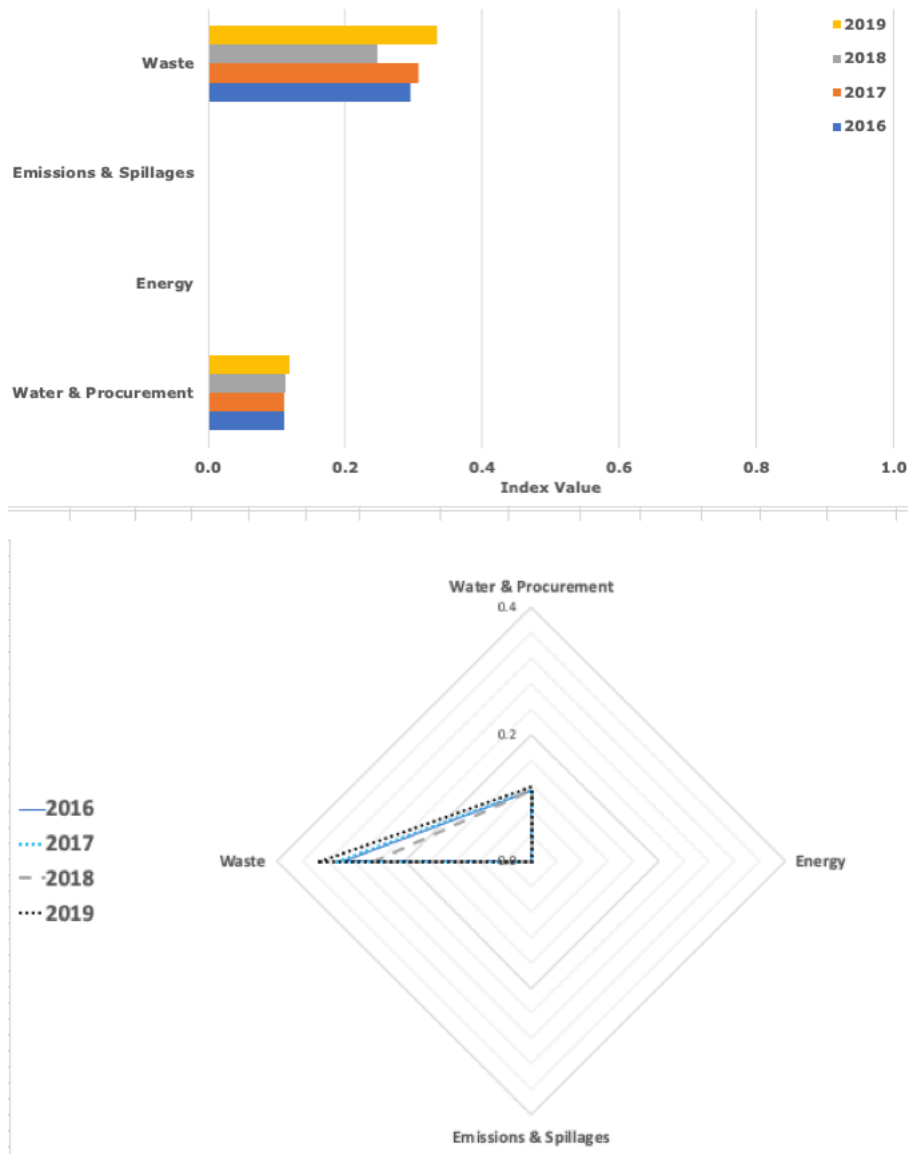 2019
Waste
2018
2017
2016
Emissions & Spillages
Energy
Water & Procurement
0.0 0.2 0.4 0.6 0.8 1.0
Index Value
Water & Procurement
0.4
0.2
2016
2017
Waste
0.0
Energy
2018
2019
Emissions & Spillages